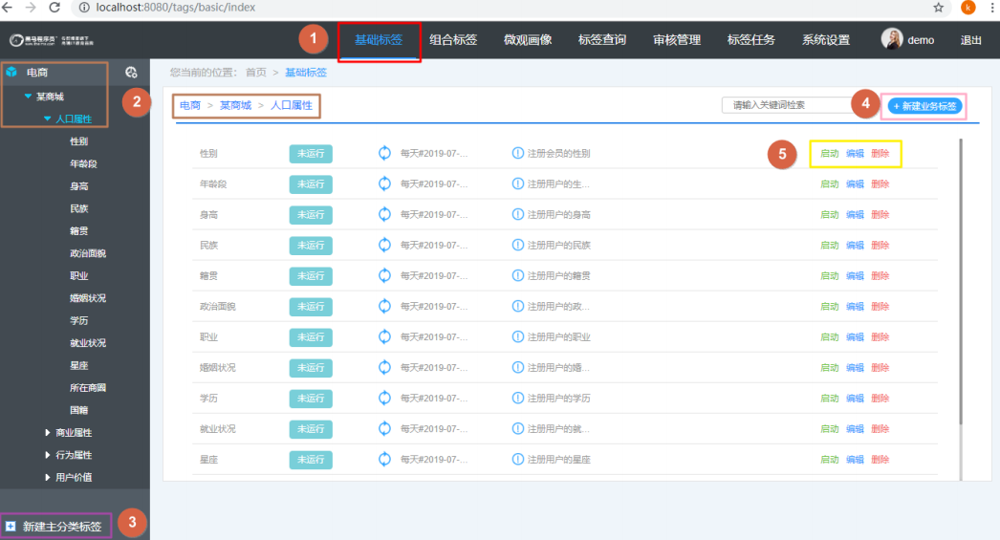 localhost:8080/tags/basic/index
k
1
基础标签 组合标签 微观画像 标签查询 审核管理 标签任务 系统设置 demo 退出
电商
某商城
2
人口属性
性别
年龄段
身高
民族
籍贯
政治面貌
职业
婚姻状况
学历
就业状况
星座
所在商圈
国籍
商业属性
行为属性
用户价值
新建主分类标签
3
您当前的位置: 首页 > 基础标签
电商 > 某商城 > 人口属性
请输入关键词检索
4
+ 新建业务标签
5
性别 未运行 每天#2019-07-... 注册会员的性别 启动 编辑 删除
年龄段 未运行 每天#2019-07-... 注册用户的生... 启动 编辑 删除
身高 未运行 每天#2019-07-... 注册用户的身高 启动 编辑 删除
民族 未运行 每天#2019-07-... 注册用户的民族 启动 编辑 删除
籍贯 未运行 每天#2019-07-... 注册用户的籍贯 启动 编辑 删除
政治面貌 未运行 每天#2019-07-... 注册用户的政... 启动 编辑 删除
职业 未运行 每天#2019-07-... 注册用户的职业 启动 编辑 删除
婚姻状况 未运行 每天#2019-07-... 注册用户的婚... 启动 编辑 删除
学历 未运行 每天#2019-07-... 注册用户的学历 启动 编辑 删除
就业状况 未运行 每天#2019-07-... 注册用户的就... 启动 编辑 删除
星座 未运行 每天#2019-07-... 注册用户的星座 启动 编辑 删除